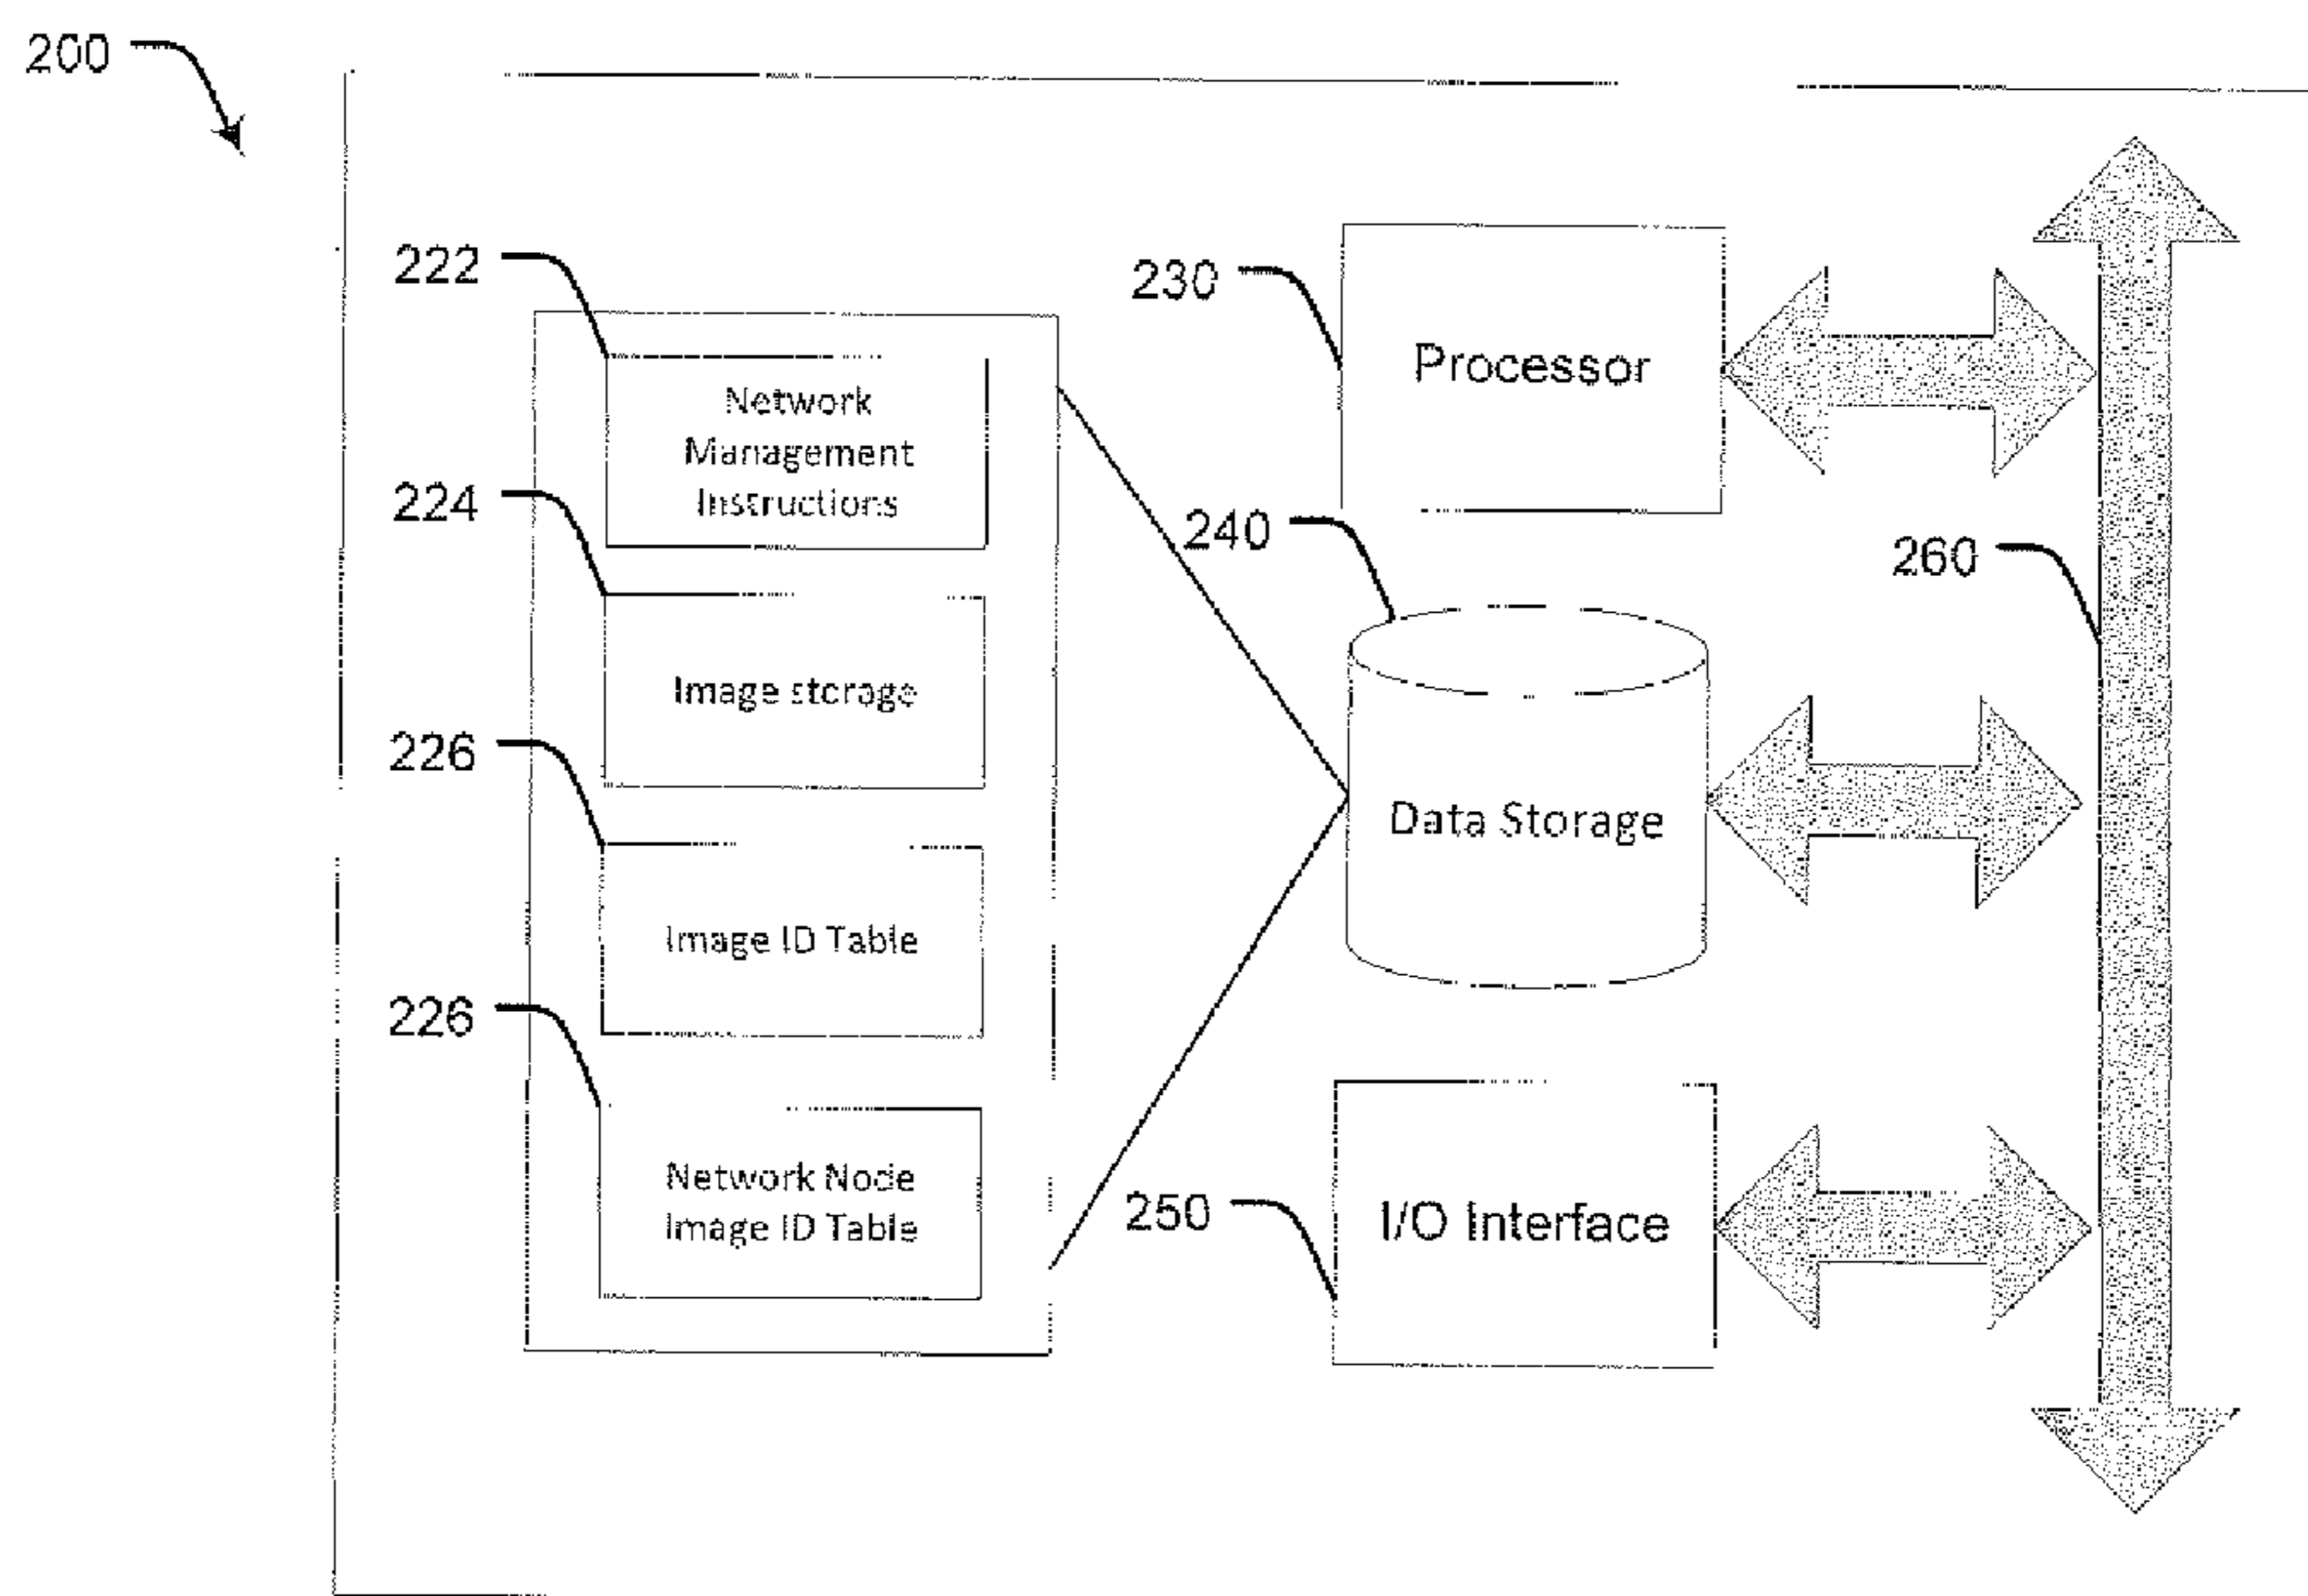 200
222
Network
Management
Instructions
224
Image storage
226
Image ID Table
226
Network Node
Image ID Table
230
Processor
240
Data Storage
250
I/O Interface
260